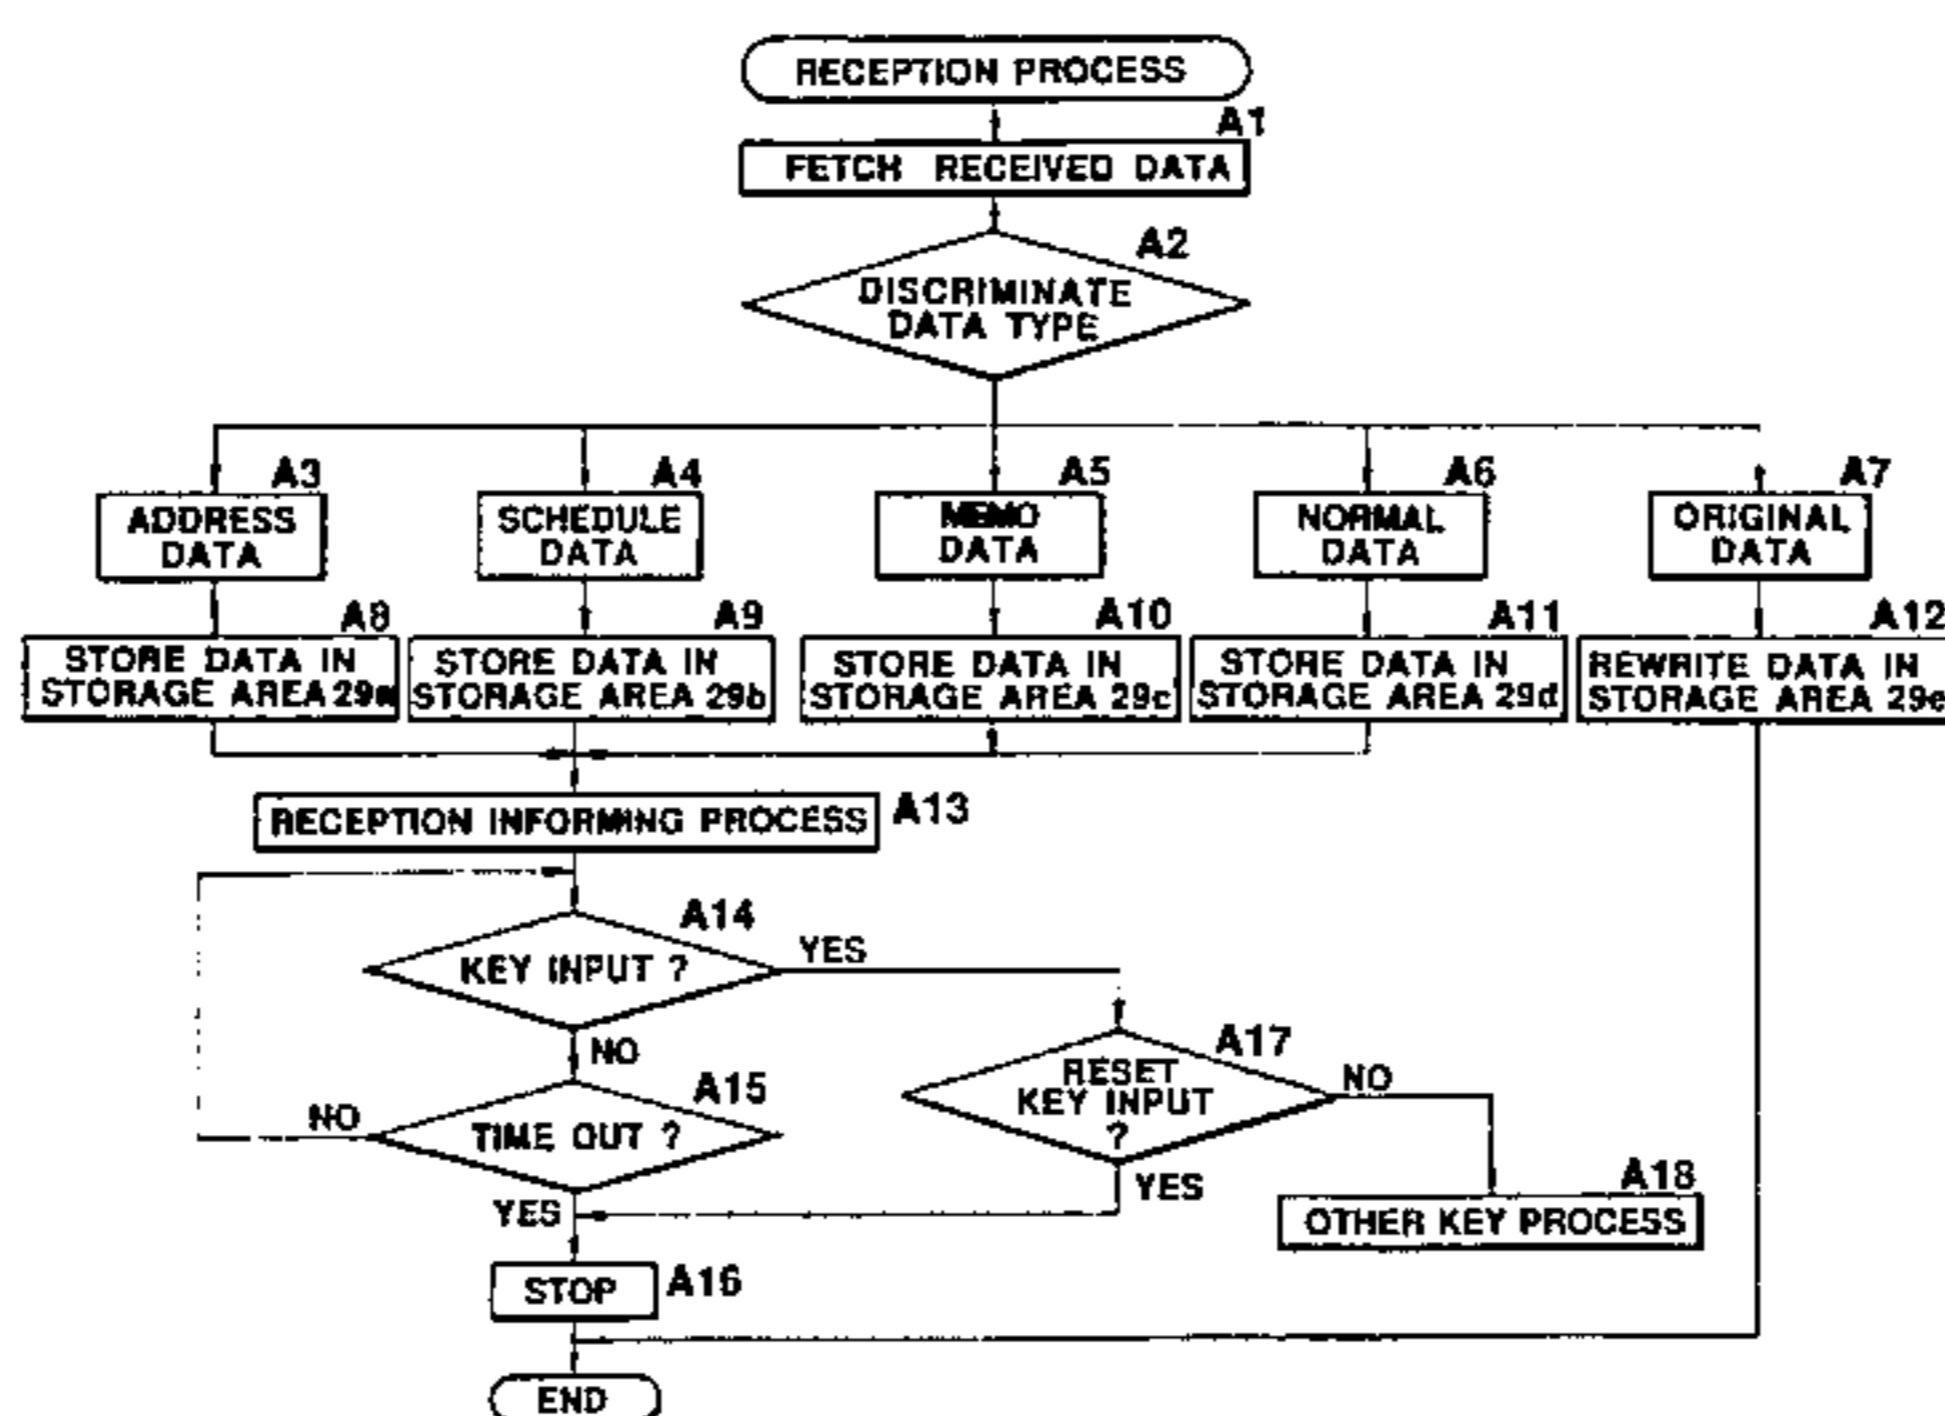 RECEPTION PROCESS
A1
FETCH RECEIVED DATA
A2
DISCRIMINATE
DATA TYPE
A3
ADDRESS
DATA
A4
SCHEDULE
DATA
A5
MEMO
DATA
A6
NORMAL
DATA
A7
ORIGINAL
DATA
A8
STORE DATA IN
STORAGE AREA 29a
A9
STORE DATA IN
STORAGE AREA 29b
A10
STORE DATA IN
STORAGE AREA 29c
A11
STORE DATA IN
STORAGE AREA 29d
A12
REWRITE DATA IN
STORAGE AREA 29e
RECEPTION INFORMING PROCESS
A13
A14
KEY INPUT ?
YES
NO
A15
TIME OUT ?
NO
YES
A17
RESET
KEY INPUT
?
NO
YES
A18
OTHER KEY PROCESS
STOP
A16
END